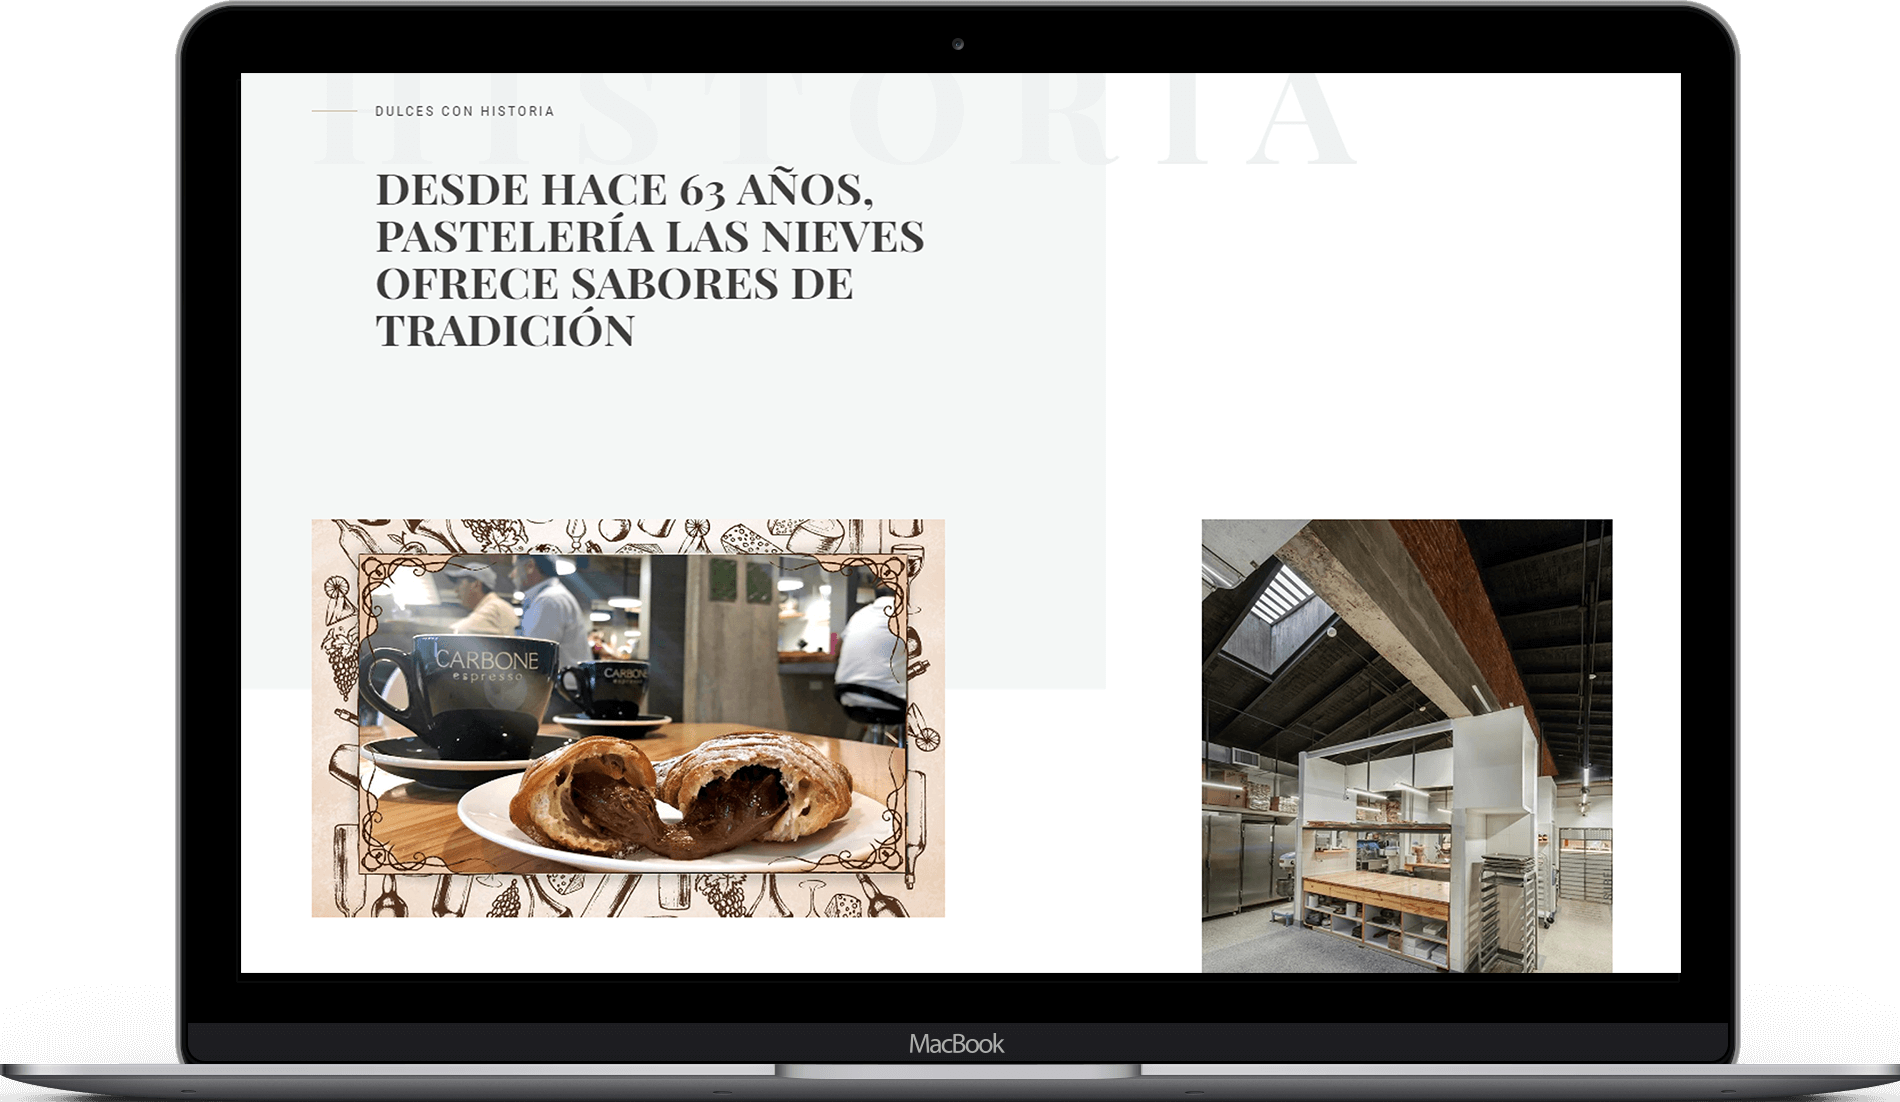 HISTORIA
DULCES CON HISTORIA
DESDE HACE 63 AÑOS,
PASTELERÍA LAS NIEVES
OFRECE SABORES DE
TRADICIÓN
CARBONE
espresso
CARBONE
espresso
MacBook